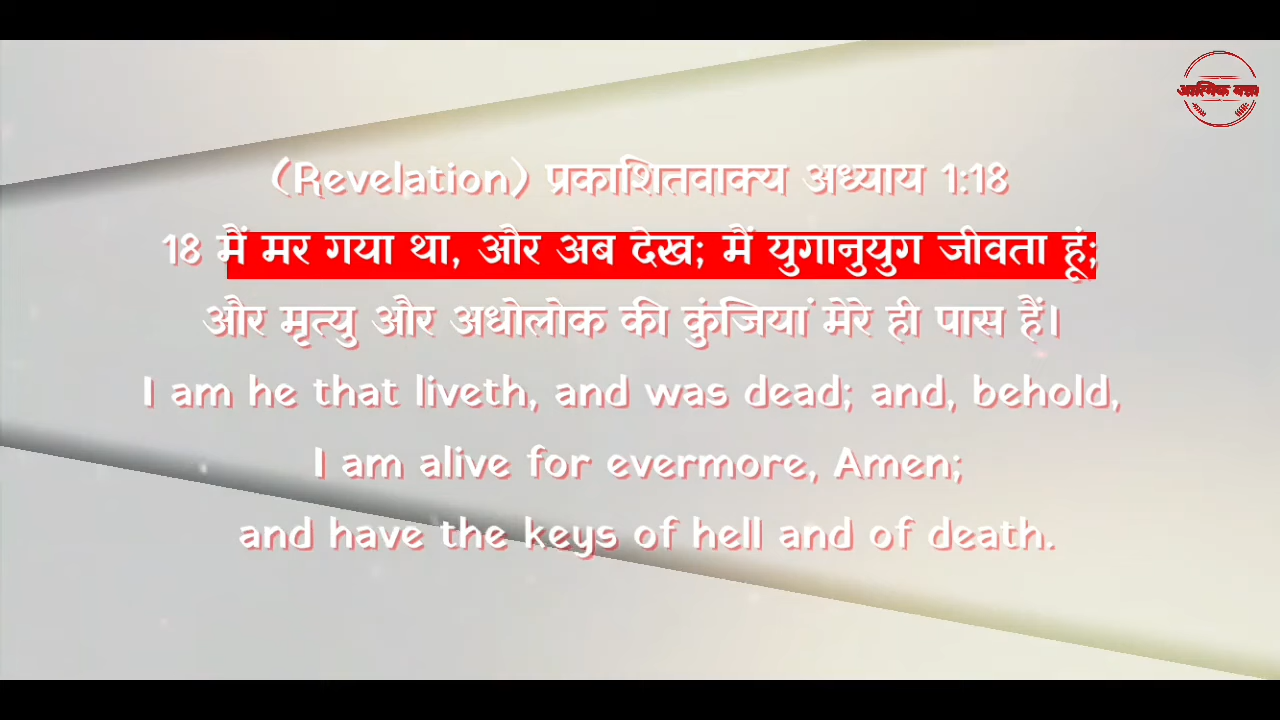 आत्मिक
(Revelation) प्रकाशितवाक्य अध्याय 1:18
18 मैं मर गया था, और अब देख; मैं युगानुयुग जीवता हूं;
और मृत्यु और अधोलोक की कुंजियां मेरे ही पास हैं।
I am he that liveth, and was dead; and, behold,
I am alive for evermore, Amen;
and have the keys of hell and of death.